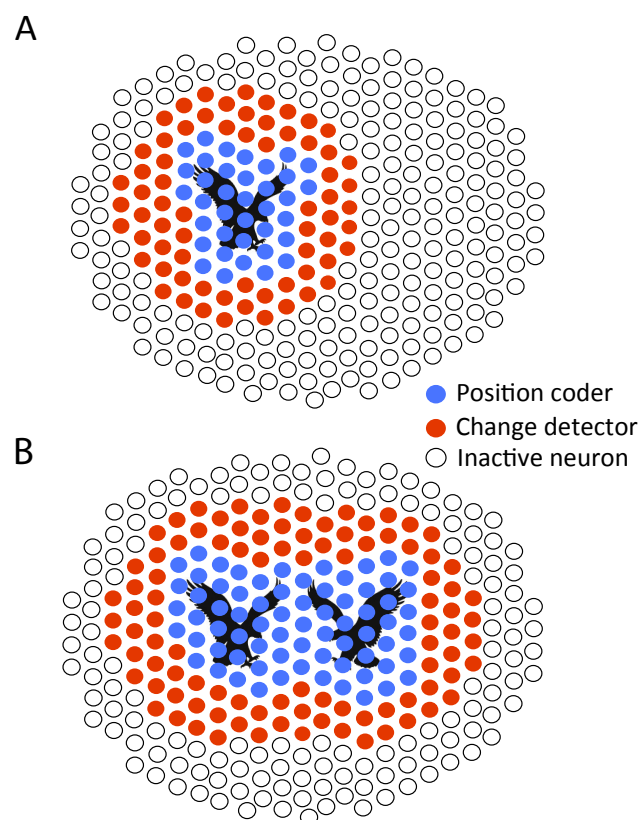 A
Position coder
Change detector
Inactive neuron
B